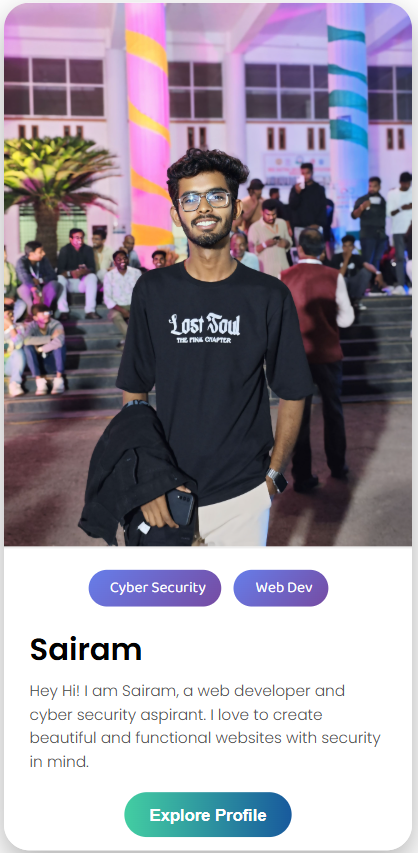 Lost Soul
THE FINAL CHAPTER
Cyber Security Web Dev
Sairam
Hey Hi! I am Sairam, a web developer and
cyber security aspirant. I love to create
beautiful and functional websites with security
in mind.
Explore Profile